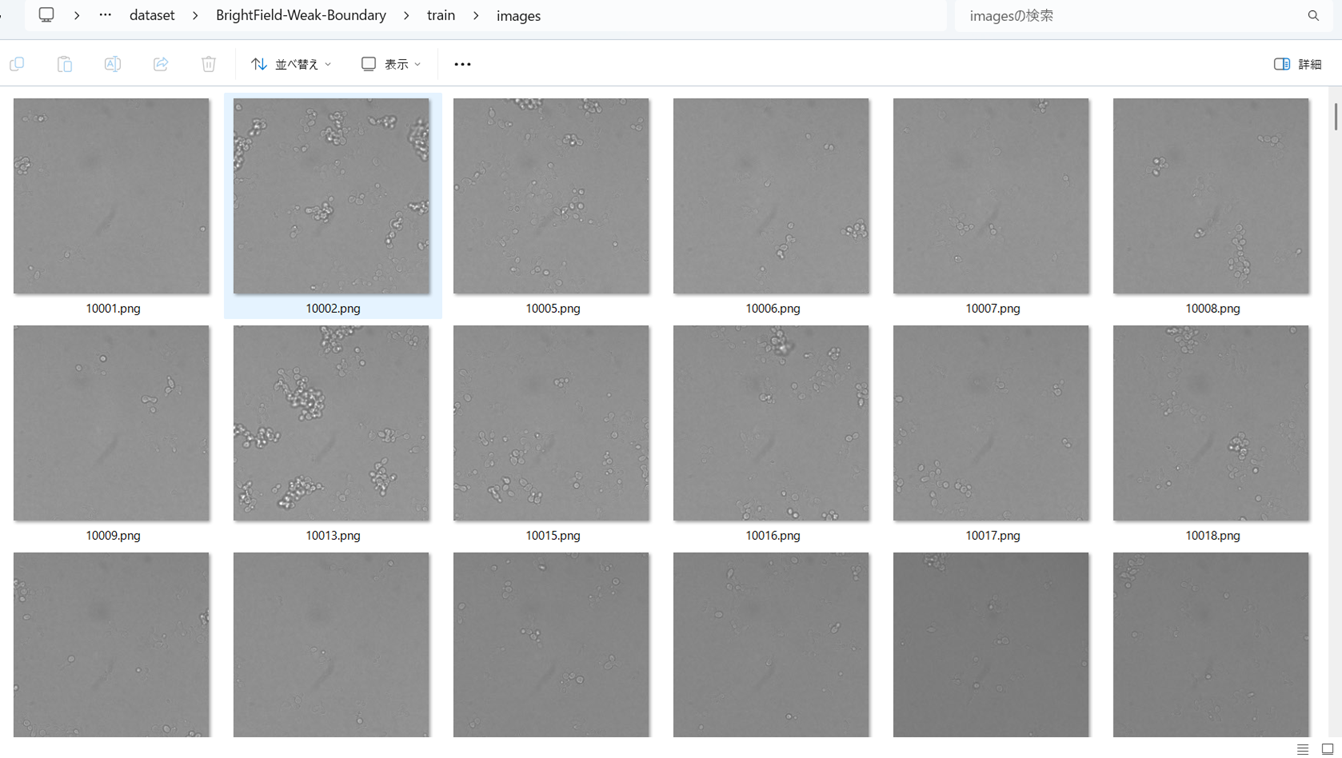 … dataset > BrightField-Weak-Boundary > train > images
imagesの検索
並べ替え
表示
…
詳細
10001.png
10002.png
10005.png
10006.png
10007.png
10008.png
10009.png
10013.png
10015.png
10016.png
10017.png
10018.png